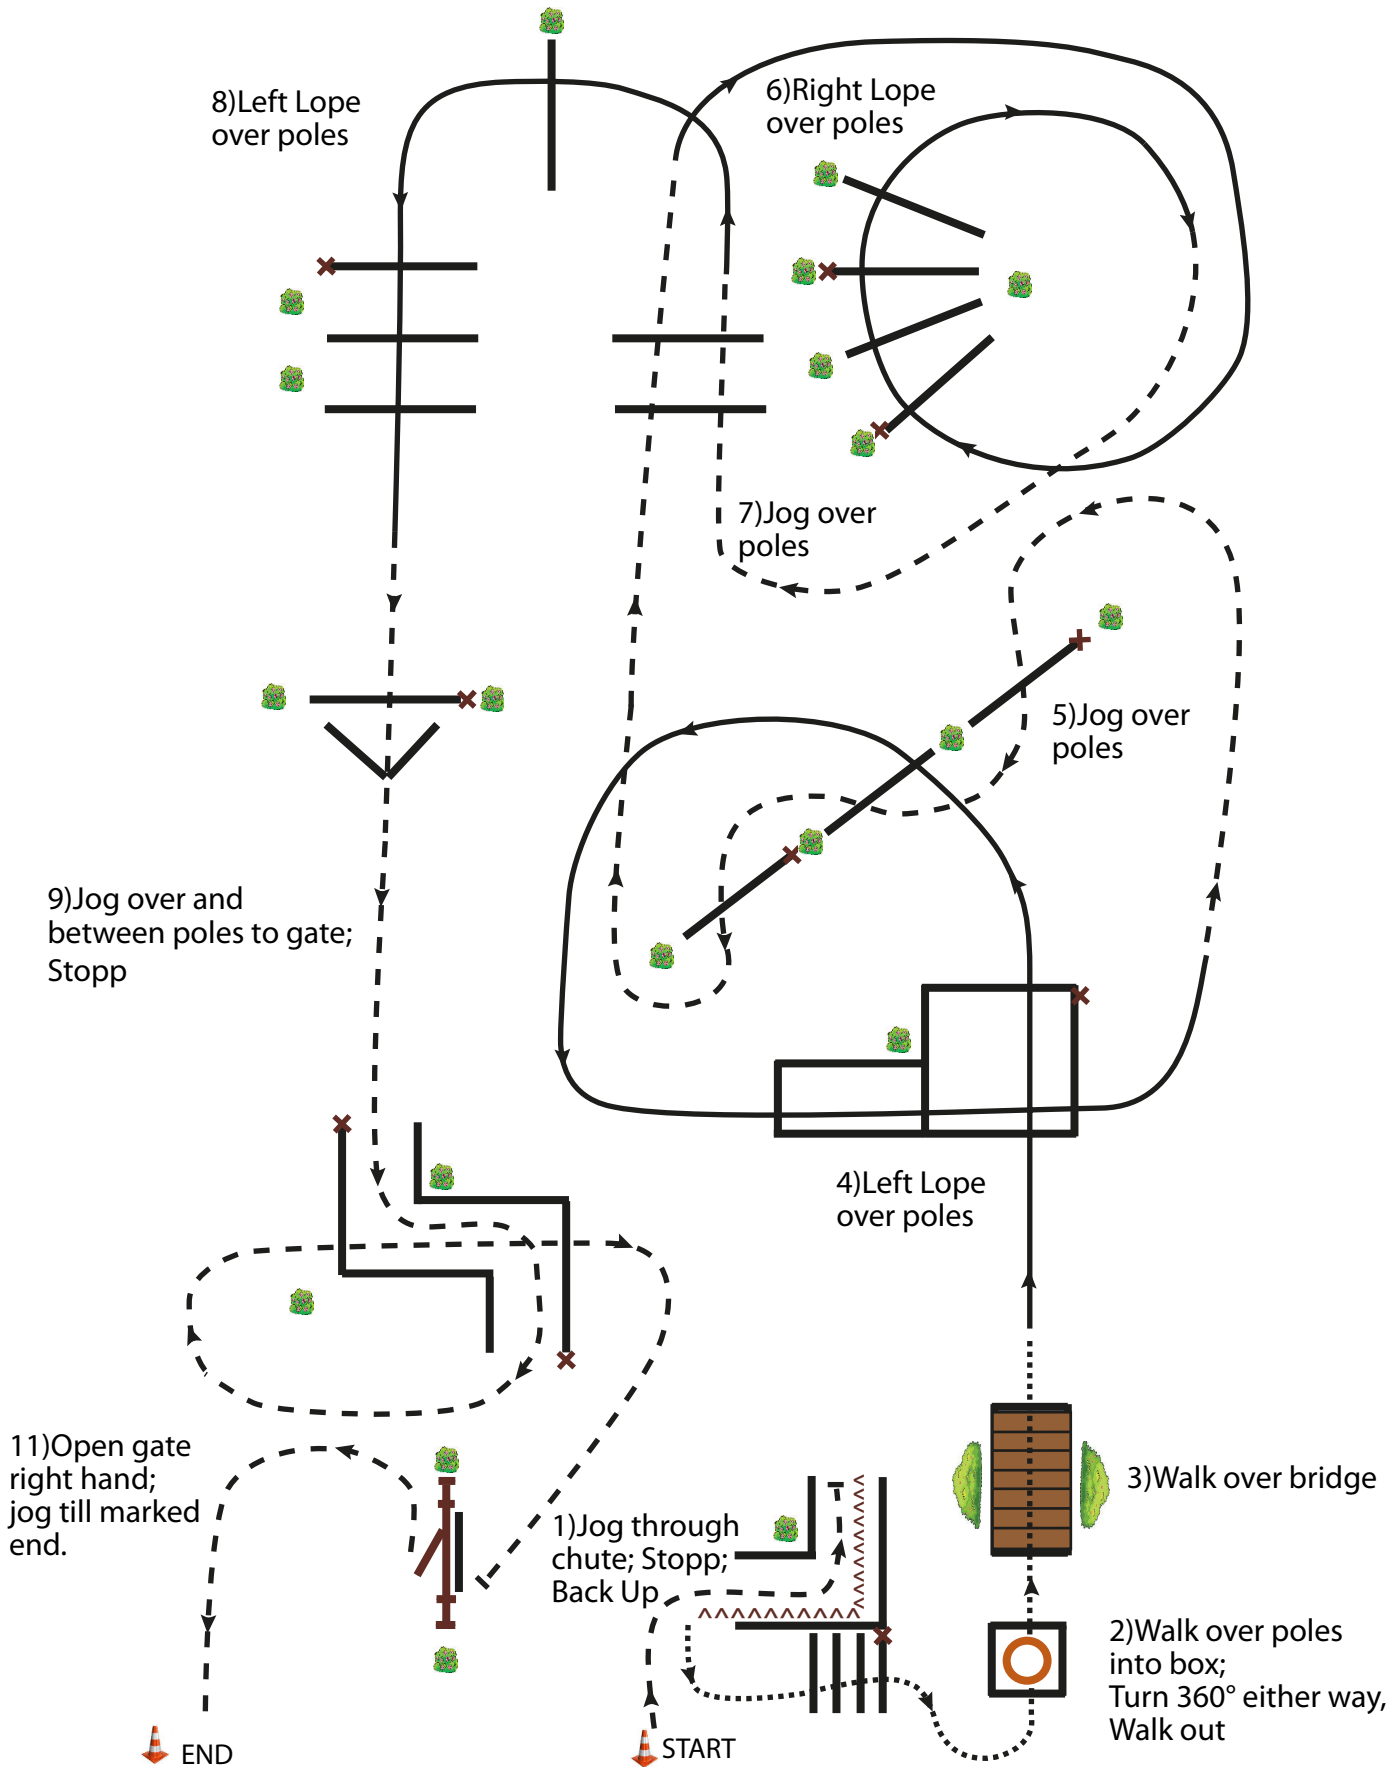 8)Left Lope
over poles
6)Right Lope
over poles
7)Jog over
poles
5)Jog over
poles
9)Jog over and
between poles to gate;
Stopp
4)Left Lope
over poles
11)Open gate
right hand;
jog till marked
end.
3)Walk over bridge
1)Jog through
chute; Stopp;
Back Up
2)Walk over poles
into box;
Turn 360° either way,
Walk out
START
END